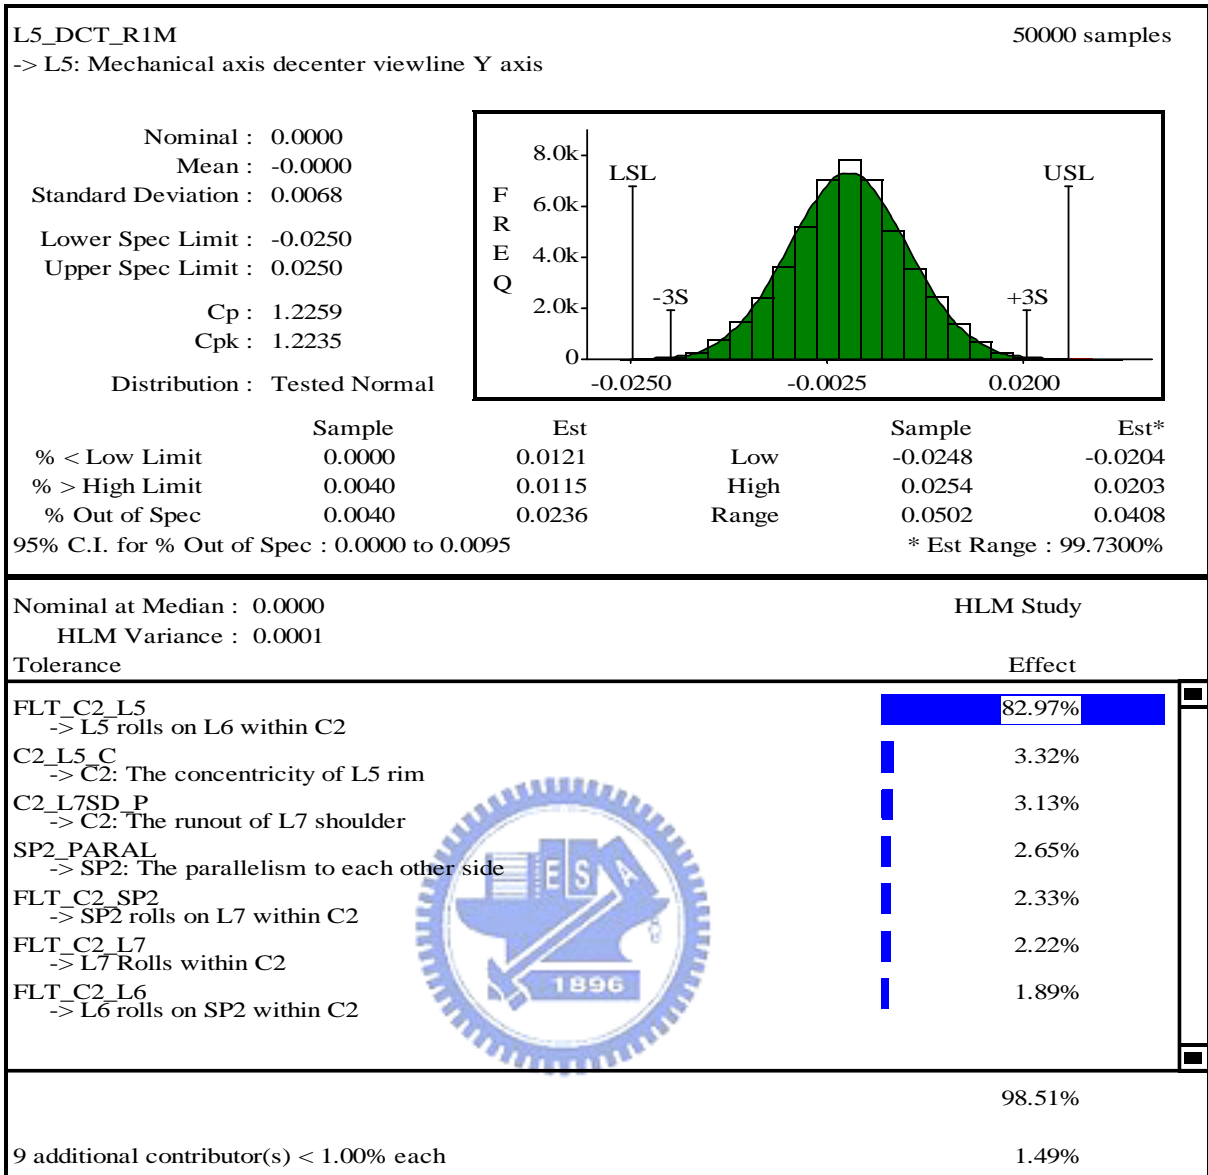 L5_DCT_R1M 50000 samples
-> L5: Mechanical axis decenter viewline Y axis
Nominal : 0.0000
Mean : -0.0000
Standard Deviation : 0.0068
Lower Spec Limit : -0.0250
Upper Spec Limit : 0.0250
Cp : 1.2259
Cpk : 1.2235
Distribution : Tested Normal
FREQ
8.0k
6.0k
4.0k
2.0k
0
LSL USL
-3S +3S
-0.0250 -0.0025 0.0200
Sample Est Sample Est*
% < Low Limit 0.0000 0.0121 Low -0.0248 -0.0204
% > High Limit 0.0040 0.0115 High 0.0254 0.0203
% Out of Spec 0.0040 0.0236 Range 0.0502 0.0408
95% C.I. for % Out of Spec : 0.0000 to 0.0095 * Est Range : 99.7300%
Nominal at Median : 0.0000 HLM Study
HLM Variance : 0.0001
Tolerance Effect
FLT_C2_L5 82.97%
-> L5 rolls on L6 within C2
C2_L5_C 3.32%
-> C2: The concentricity of L5 rim
C2_L7SD_P 3.13%
-> C2: The runout of L7 shoulder
SP2_PARAL 2.65%
-> SP2: The parallelism to each other side
FLT_C2_SP2 2.33%
-> SP2 rolls on L7 within C2
FLT_C2_L7 2.22%
-> L7 Rolls within C2
FLT_C2_L6 1.89%
-> L6 rolls on SP2 within C2
ESA
1896
98.51%
9 additional contributor(s) < 1.00% each 1.49%